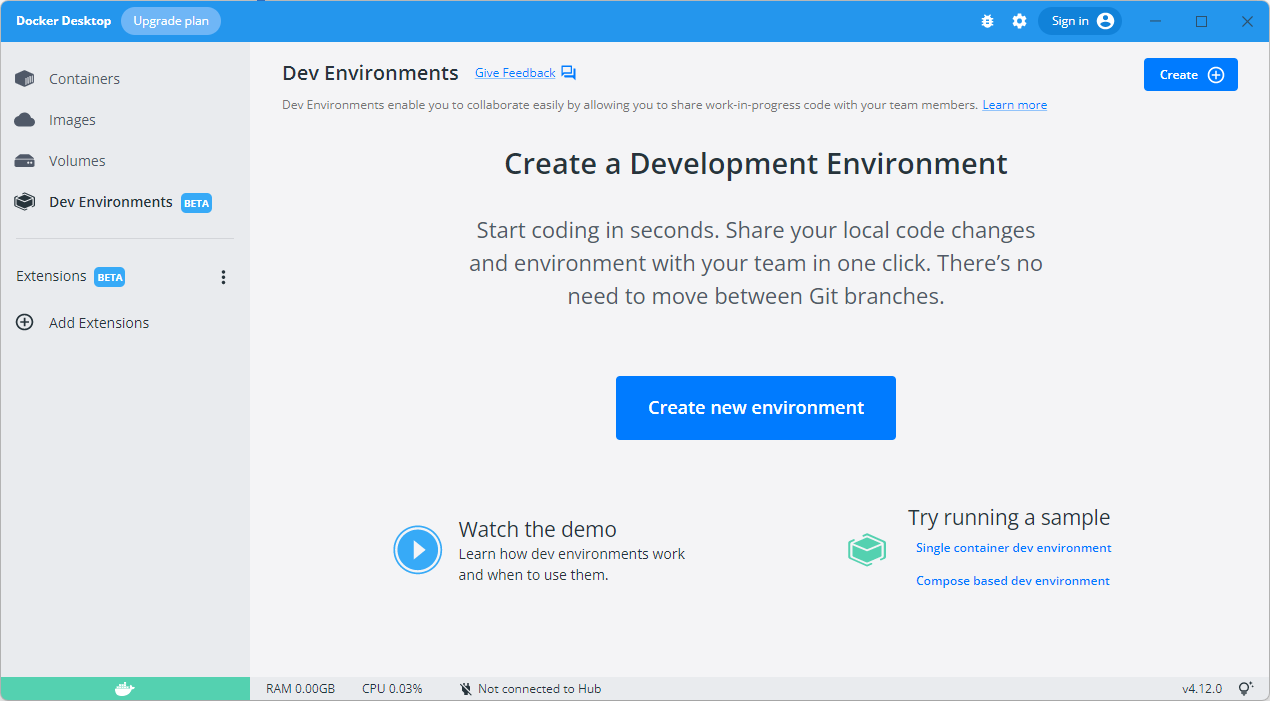 Docker Desktop Upgrade plan Sign in
Containers
Images
Volumes
Dev Environments BETA
Extensions BETA
Add Extensions
Dev Environments Give Feedback Create
Dev Environments enable you to collaborate easily by allowing you to share work-in-progress code with your team members. Learn more
Create a Development Environment
Start coding in seconds. Share your local code changes
and environment with your team in one click. There’s no
need to move between Git branches.
Create new environment
Watch the demo
Learn how dev environments work
and when to use them.
Try running a sample
Single container dev environment
Compose based dev environment
RAM 0.00GB CPU 0.03% Not connected to Hub v4.12.0